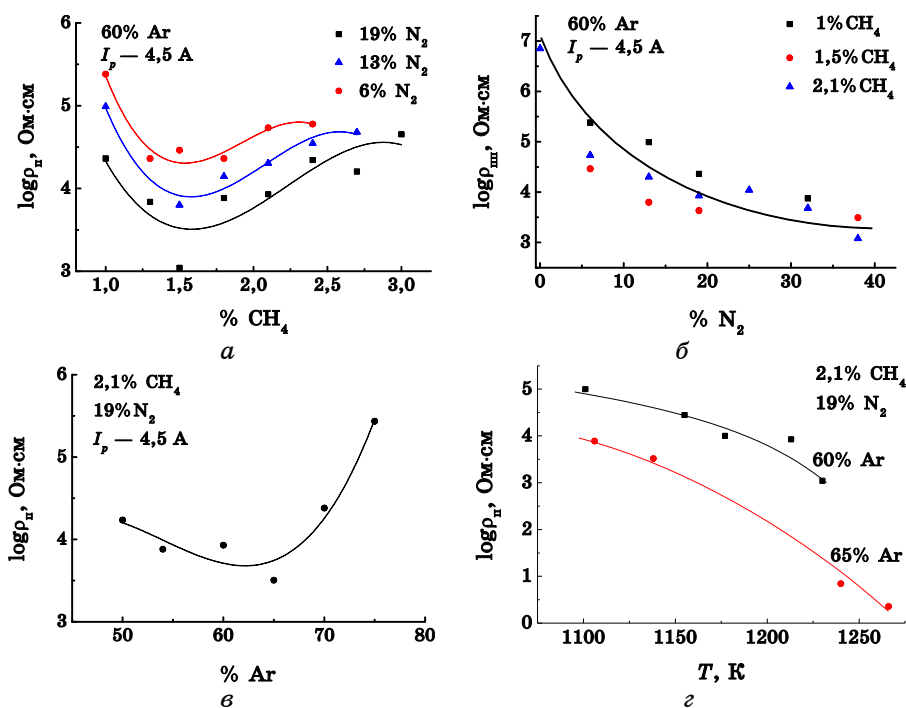 60% Ar
I_p — 4,5 A
19% N₂
13% N₂
6% N₂
logρ_п, Ом·см
6
5
4
3
1,0
1,5
2,0
2,5
3,0
% CH₄
а
60% Ar
I_p — 4,5 A
1% CH₄
1,5%CH₄
2,1%CH₄
logρ_пп, Ом·см
7
6
5
4
3
0
10
20
30
40
% N₂
б
2,1% CH₄
19%N₂
I_p — 4,5 A
logρ_п, Ом·см
6
5
4
3
50
60
70
80
% Ar
в
2,1% CH₄
19% N₂
60% Ar
65% Ar
logρ_п, Ом·см
5
4
3
2
1
0
1100
1150
1200
1250
T, К
г